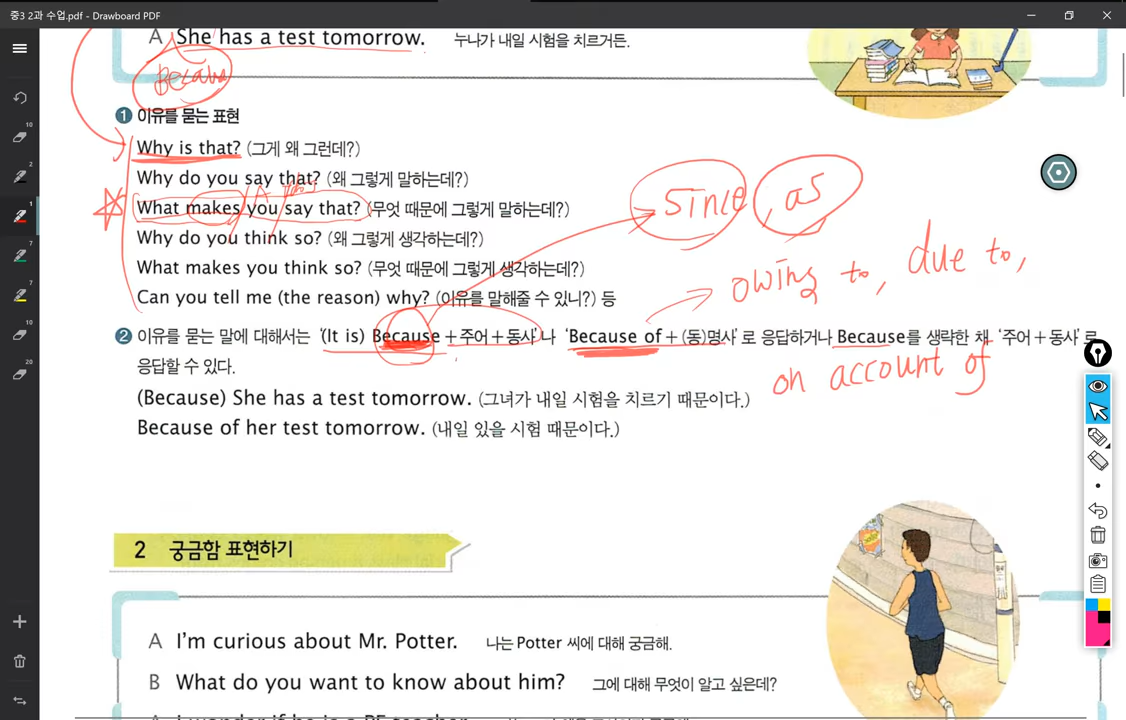 중3 2과 수업.pdf - Drawboard PDF
A She has a test tomorrow. 누나가 내일 시험을 치르거든.
❶ 이유를 묻는 표현
Why is that? (그게 왜 그런데?)
Why do you say that? (왜 그렇게 말하는데?)
What makes you say that? (무엇 때문에 그렇게 말하는데?)
since, as
Why do you think so? (왜 그렇게 생각하는데?)
What makes you think so? (무엇 때문에 그렇게 생각하는데?)
owing to, due to,
Can you tell me (the reason) why? (이유를 말해줄 수 있니?) 등
❷ 이유를 묻는 말에 대해서는 ‘(It is) Because+주어+동사’나 ‘Because of+(동)명사’로 응답하거나 Because를 생략한 채 ‘주어+동사’로
응답할 수 있다.
on account of
(Because) She has a test tomorrow. (그녀가 내일 시험을 치르기 때문이다.)
Because of her test tomorrow. (내일 있을 시험 때문이다.)
2 궁금함 표현하기
A I'm curious about Mr. Potter. 나는 Potter 씨에 대해 궁금해.
B What do you want to know about him? 그에 대해 무엇이 알고 싶은데?